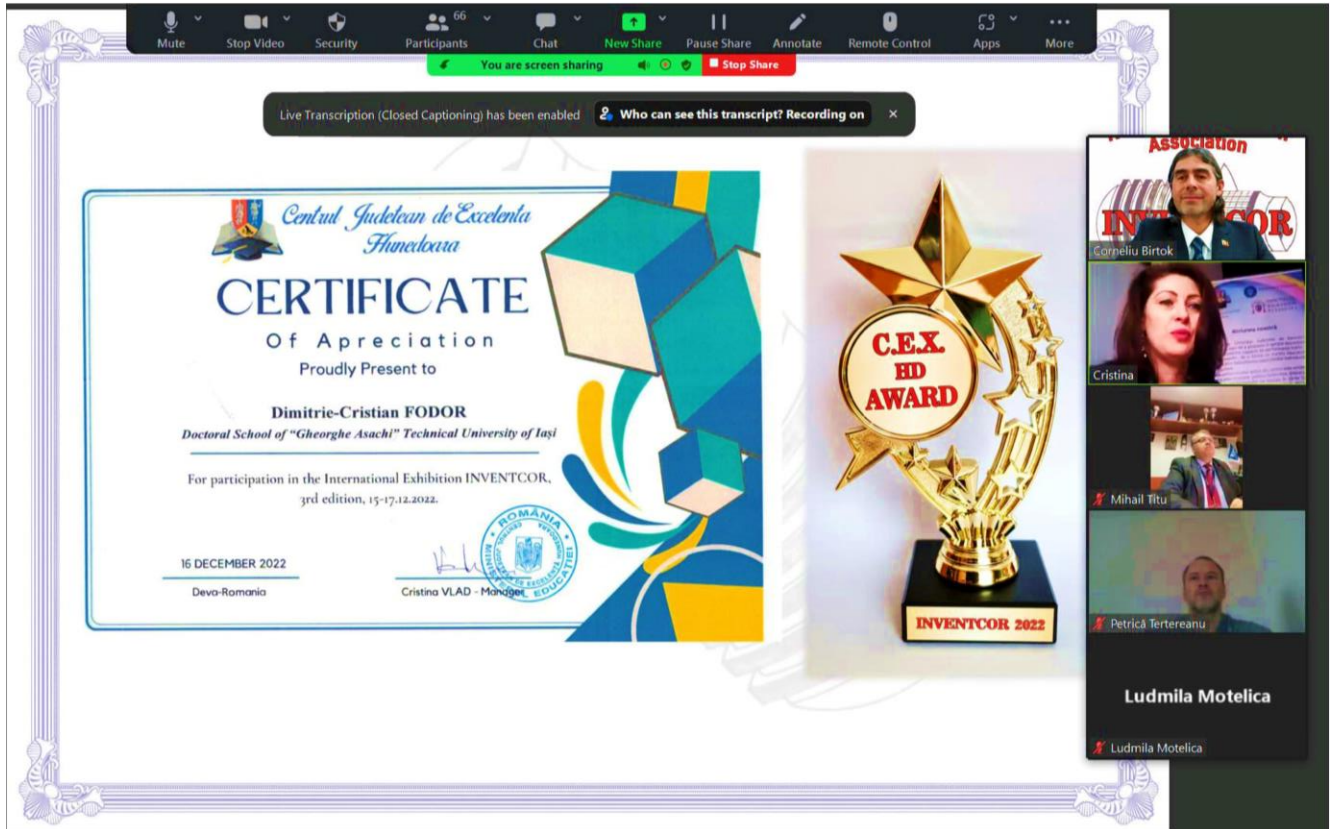 Mute
Stop Video
Security
Participants
66
Chat
New Share
Pause Share
Annotate
Remote Control
Apps
More
You are screen sharing
Stop Share
Live Transcription (Closed Captioning) has been enabled
Who can see this transcript? Recording on
Centrul Județean de Excelenta
Hunedoara
CERTIFICATE
Of Apreciation
Proudly Present to
Dimitrie-Cristian FODOR
Doctoral School of "Gheorghe Asachi" Technical University of Iași
For participation in the International Exhibition INVENTCOR,
3rd edition, 15-17.12.2022.
16 DECEMBER 2022
Deva-Romania
Cristina VLAD - Manager
ROMÂNIA
C.E.X.
HD
AWARD
INVENTCOR 2022
Association
Corneliu Birtok
Cristina
Mihail Titu
Petrică Tertereanu
Ludmila Motelica
Ludmila Motelica